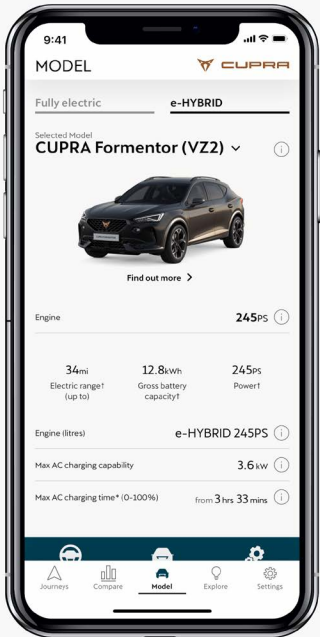 9:41
MODEL CUPRA
Fully electric e-HYBRID
Selected Model
CUPRA Formentor (VZ2)
Find out more >
Engine 245PS
34mi 12.8kWh 245PS
Electric range† Gross battery Power†
(up to) capacity†
Engine (litres) e-HYBRID 245PS
Max AC charging capability 3.6 kW
Max AC charging time* (0-100%) from 3 hrs 33 mins
Journeys Compare Model Explore Settings